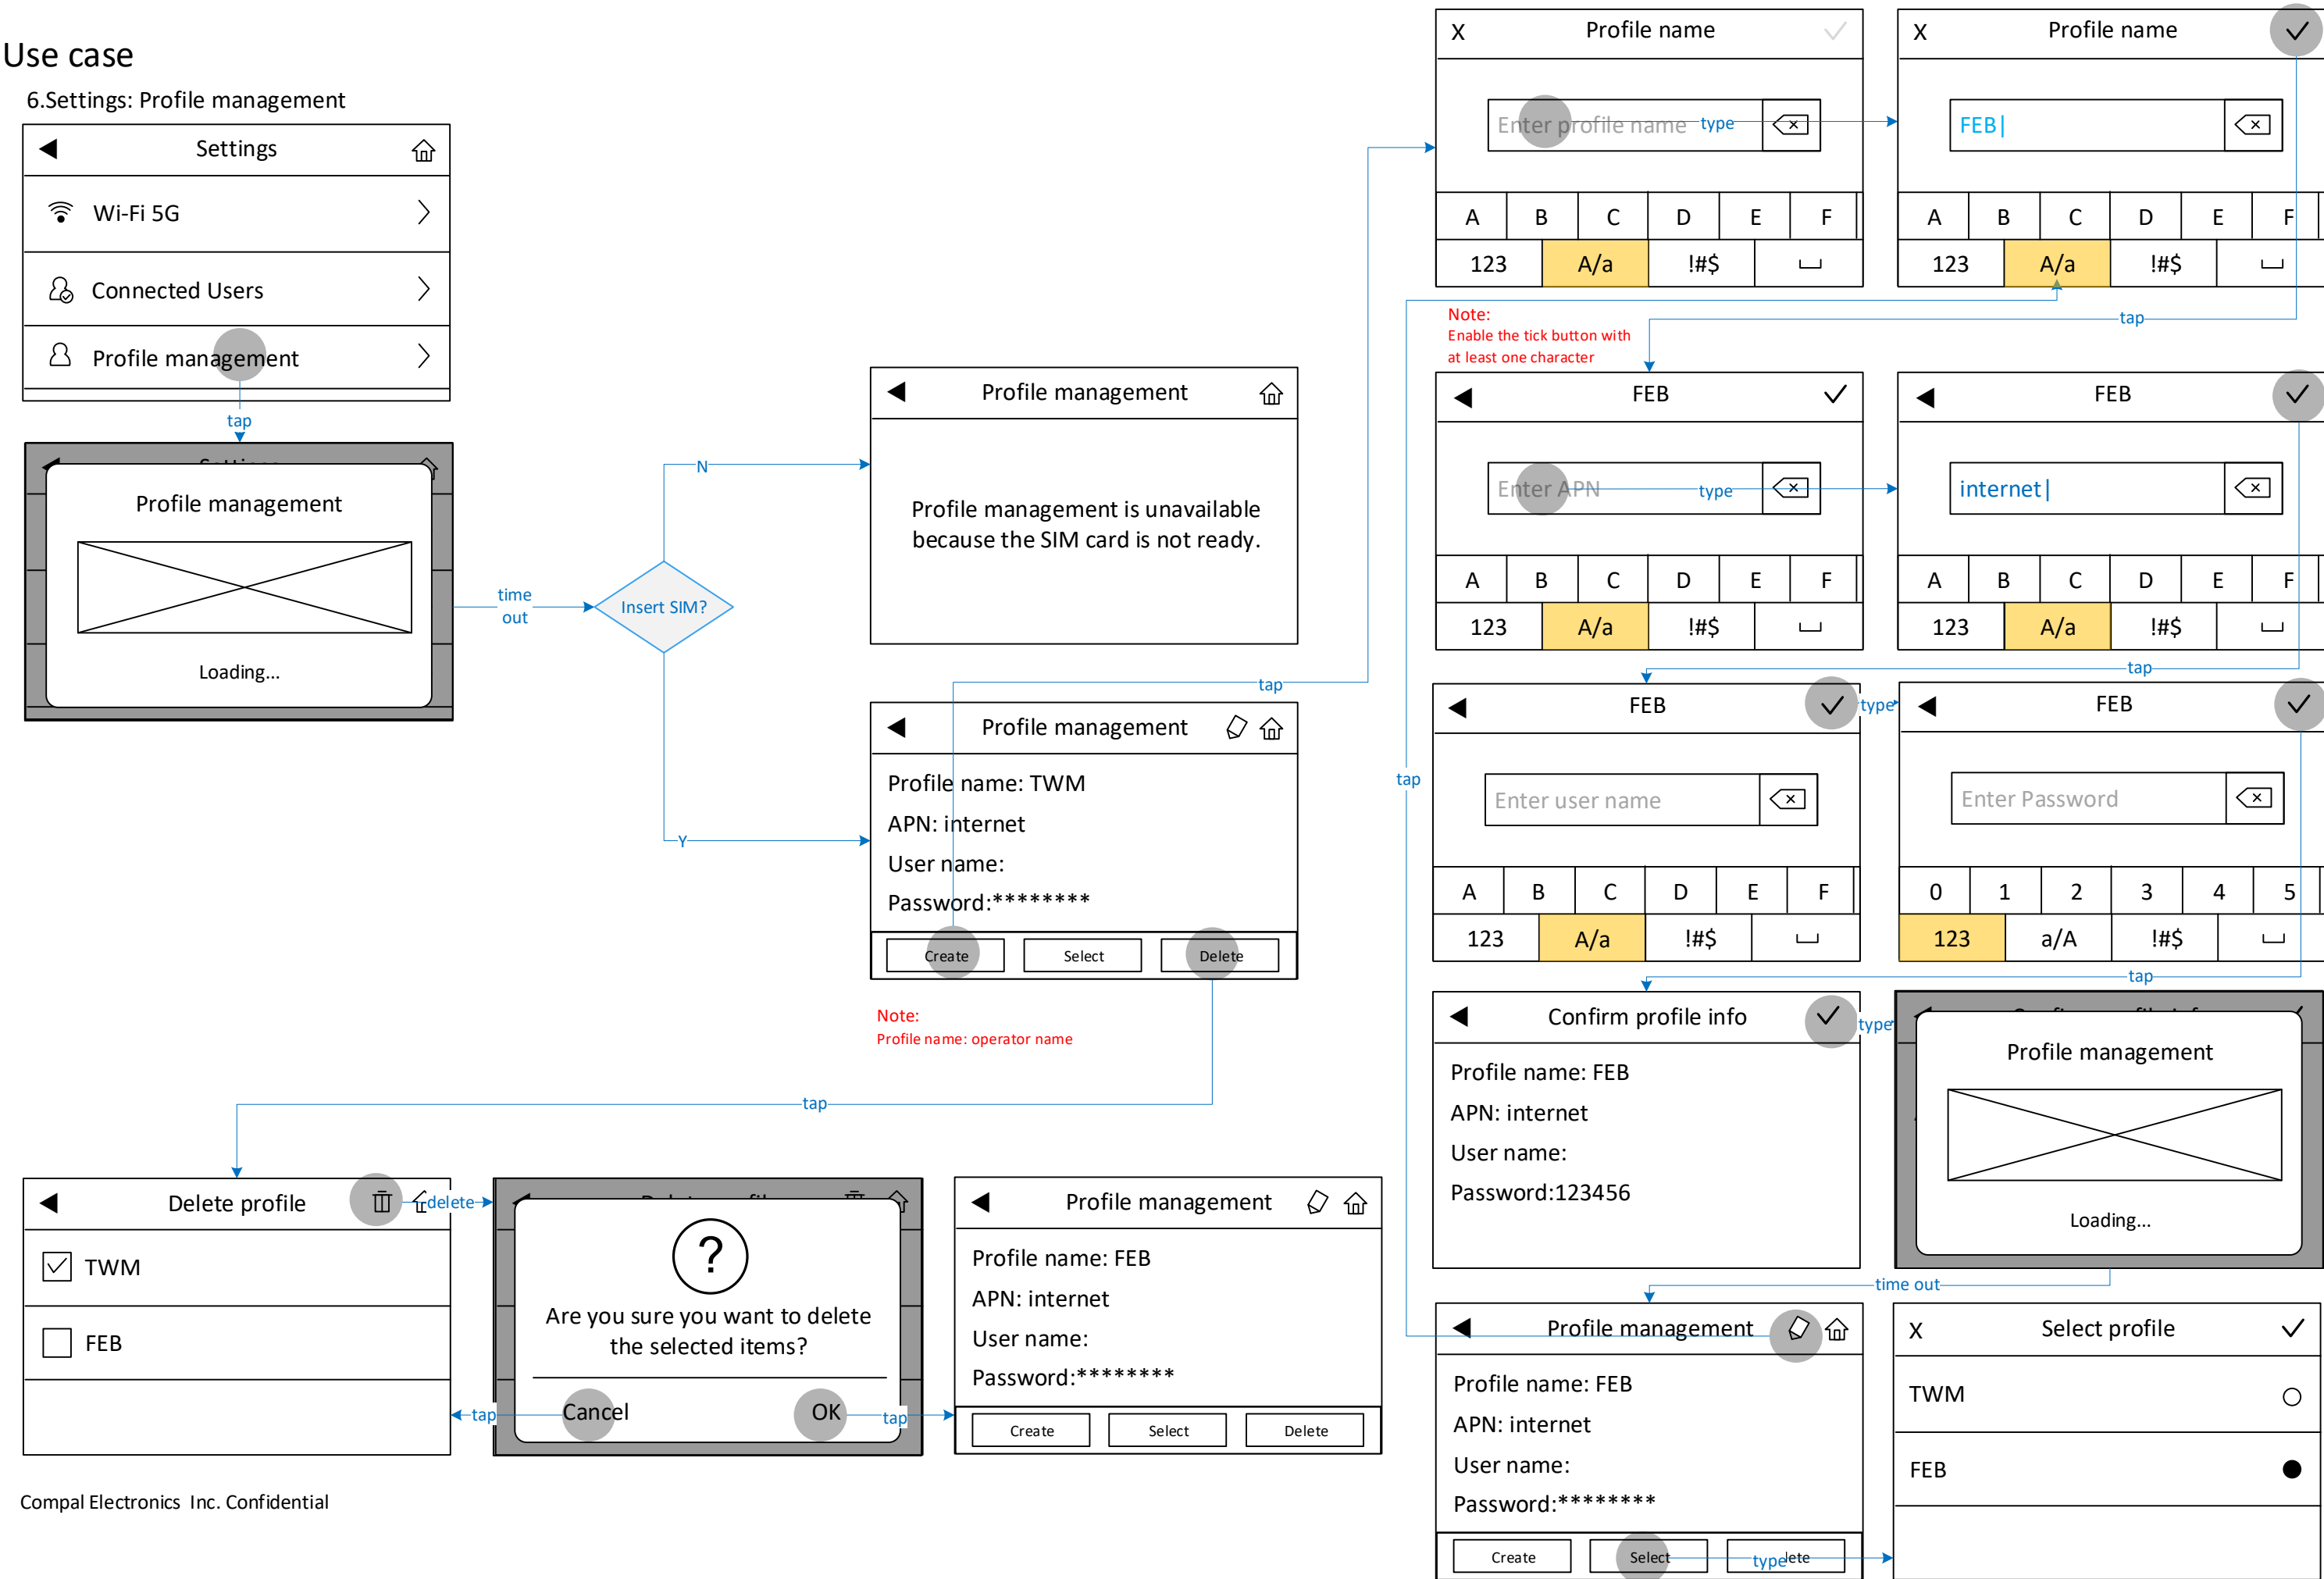 Use case
6.Settings: Profile management
Settings
Wi-Fi 5G
Connected Users
Profile management
tap
Profile management
Loading...
time
out
Insert SIM?
N
Y
Profile management
Profile management is unavailable
because the SIM card is not ready.
tap
Profile management
Profile name: TWM
APN: internet
User name:
Password:********
Create
Select
Delete
Note:
Profile name: operator name
tap
Delete profile
TWM
FEB
delete
Are you sure you want to delete
the selected items?
Cancel
OK
tap
tap
Profile management
Profile name: FEB
APN: internet
User name:
Password:********
Create
Select
Delete
Compal Electronics Inc. Confidential
X
Profile name
Enter profile name
type
A B C D E F
123 A/a !#$
X
Profile name
FEB|
A B C D E F
123 A/a !#$
Note:
Enable the tick button with
at least one character
tap
FEB
Enter APN
type
A B C D E F
123 A/a !#$
FEB
internet|
A B C D E F
123 A/a !#$
tap
tap
FEB
type
Enter user name
A B C D E F
123 A/a !#$
FEB
Enter Password
0 1 2 3 4 5
123 a/A !#$
tap
Confirm profile info
type
Profile name: FEB
APN: internet
User name:
Password:123456
Profile management
Loading...
time out
Profile management
Profile name: FEB
APN: internet
User name:
Password:********
Create
Select
type
lete
X
Select profile
TWM
FEB